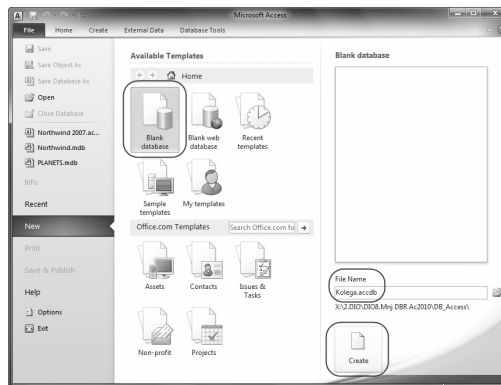 Microsoft Access
File Home Create External Data Database Tools
Save
Save Object As
Save Database As
Open
Close Database
Northwind 2007.ac...
Northwind.mdb
PLANETS.mdb
Info
Recent
New
Print
Save & Publish
Help
Options
Exit
Available Templates
Home
Blank database
Blank web database
Recent templates
Sample templates
My templates
Office.com Templates
Search Office.com fo
Assets
Contacts
Issues & Tasks
Non-profit
Projects
Blank database
File Name
Kolega.accdb
X:\2.DIO\DIO8.Mnj DBR Ac2010\DB_Access\
Create